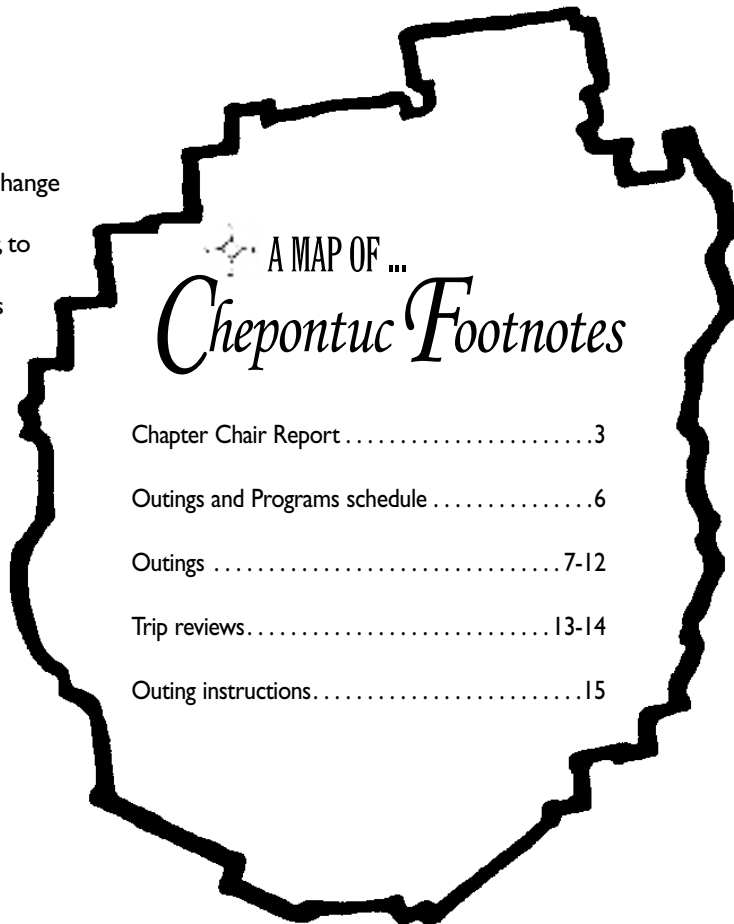 hange
to
s
A MAP OF ...
Chepontuc Footnotes
Chapter Chair Report . . . . . . . . . . . . . . . . . . . . . . .3
Outings and Programs schedule . . . . . . . . . . . . . . .6
Outings . . . . . . . . . . . . . . . . . . . . . . . . . . . . . . . . 7-12
Trip reviews. . . . . . . . . . . . . . . . . . . . . . . . . . . . 13-14
Outing instructions. . . . . . . . . . . . . . . . . . . . . . . . .15